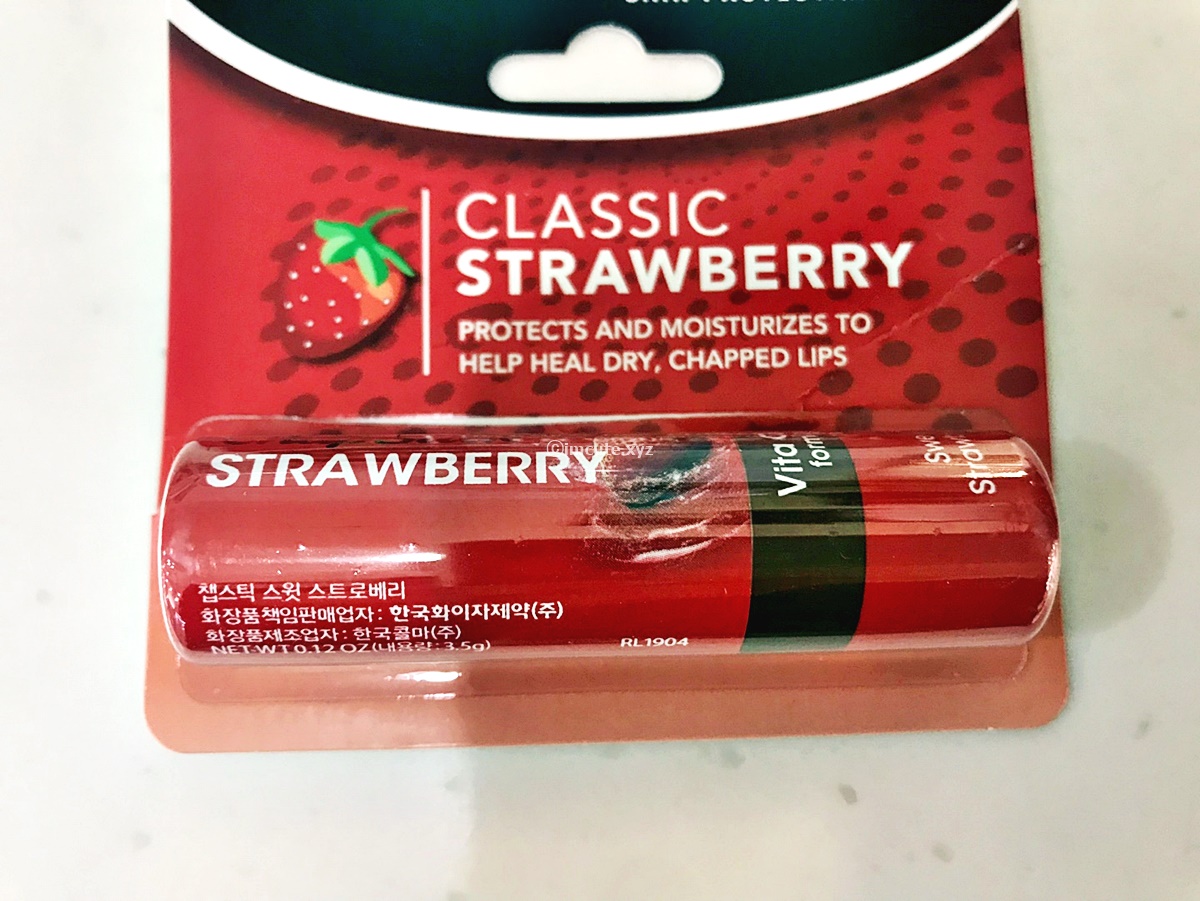 CLASSIC
STRAWBERRY
PROTECTS AND MOISTURIZES TO
HELP HEAL DRY, CHAPPED LIPS
©imcute.xyz
STRAWBERRY
Vita
챕스틱 스윗 스트로베리
화장품책임판매업자: 한국화이자제약(주)
화장품제조업자: 한국콜마(주)
NET WT 0.12 OZ(내용량: 3.5g)
RL1904